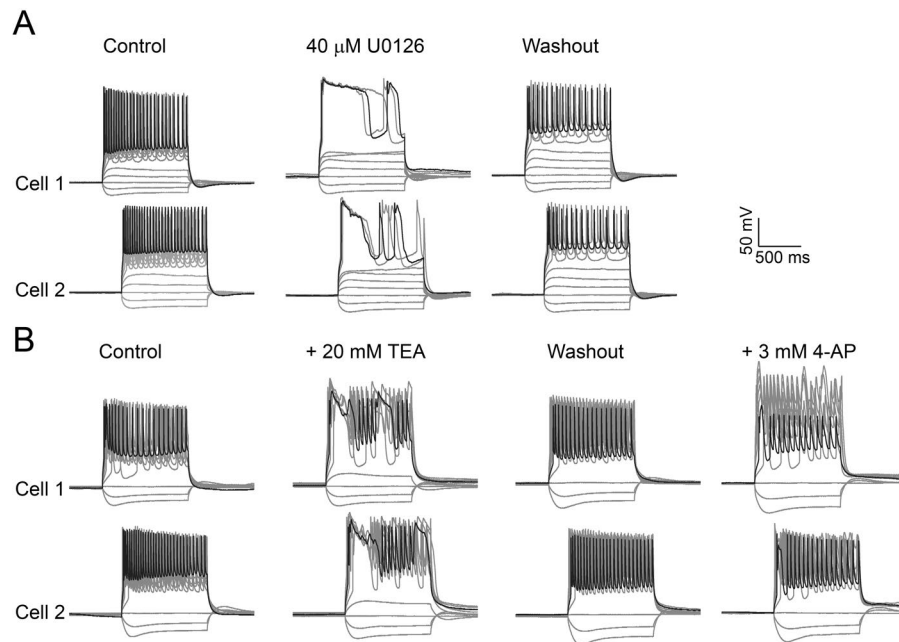 A
Control
40 μM U0126
Washout
Cell 1
Cell 2
50 mV
500 ms
B
Control
+ 20 mM TEA
Washout
+ 3 mM 4-AP
Cell 1
Cell 2